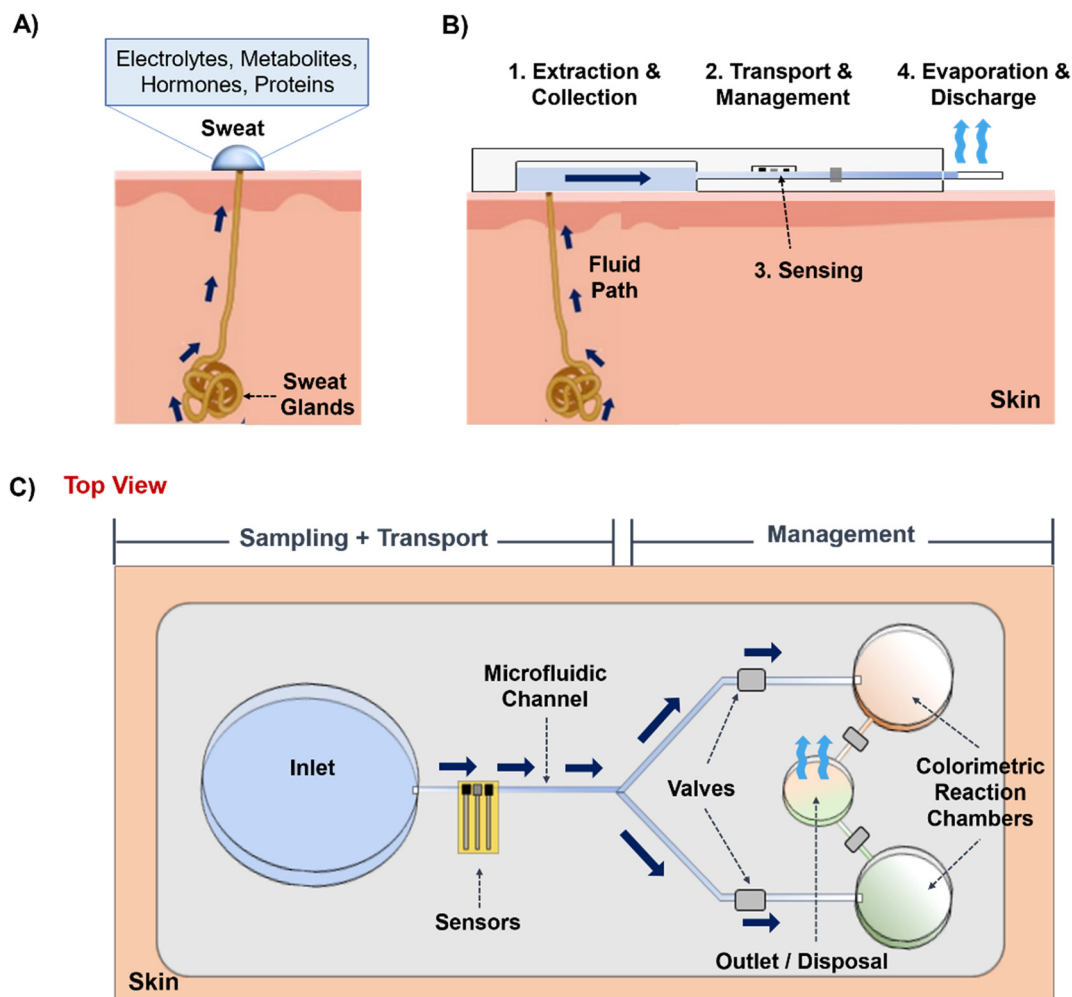 A)
Electrolytes, Metabolites,
Hormones, Proteins
Sweat
Sweat
Glands
B)
1. Extraction &
Collection
2. Transport &
Management
4. Evaporation &
Discharge
3. Sensing
Fluid
Path
Skin
C)
Top View
Sampling + Transport
Management
Microfluidic
Channel
Inlet
Valves
Colorimetric
Reaction
Chambers
Sensors
Outlet / Disposal
Skin